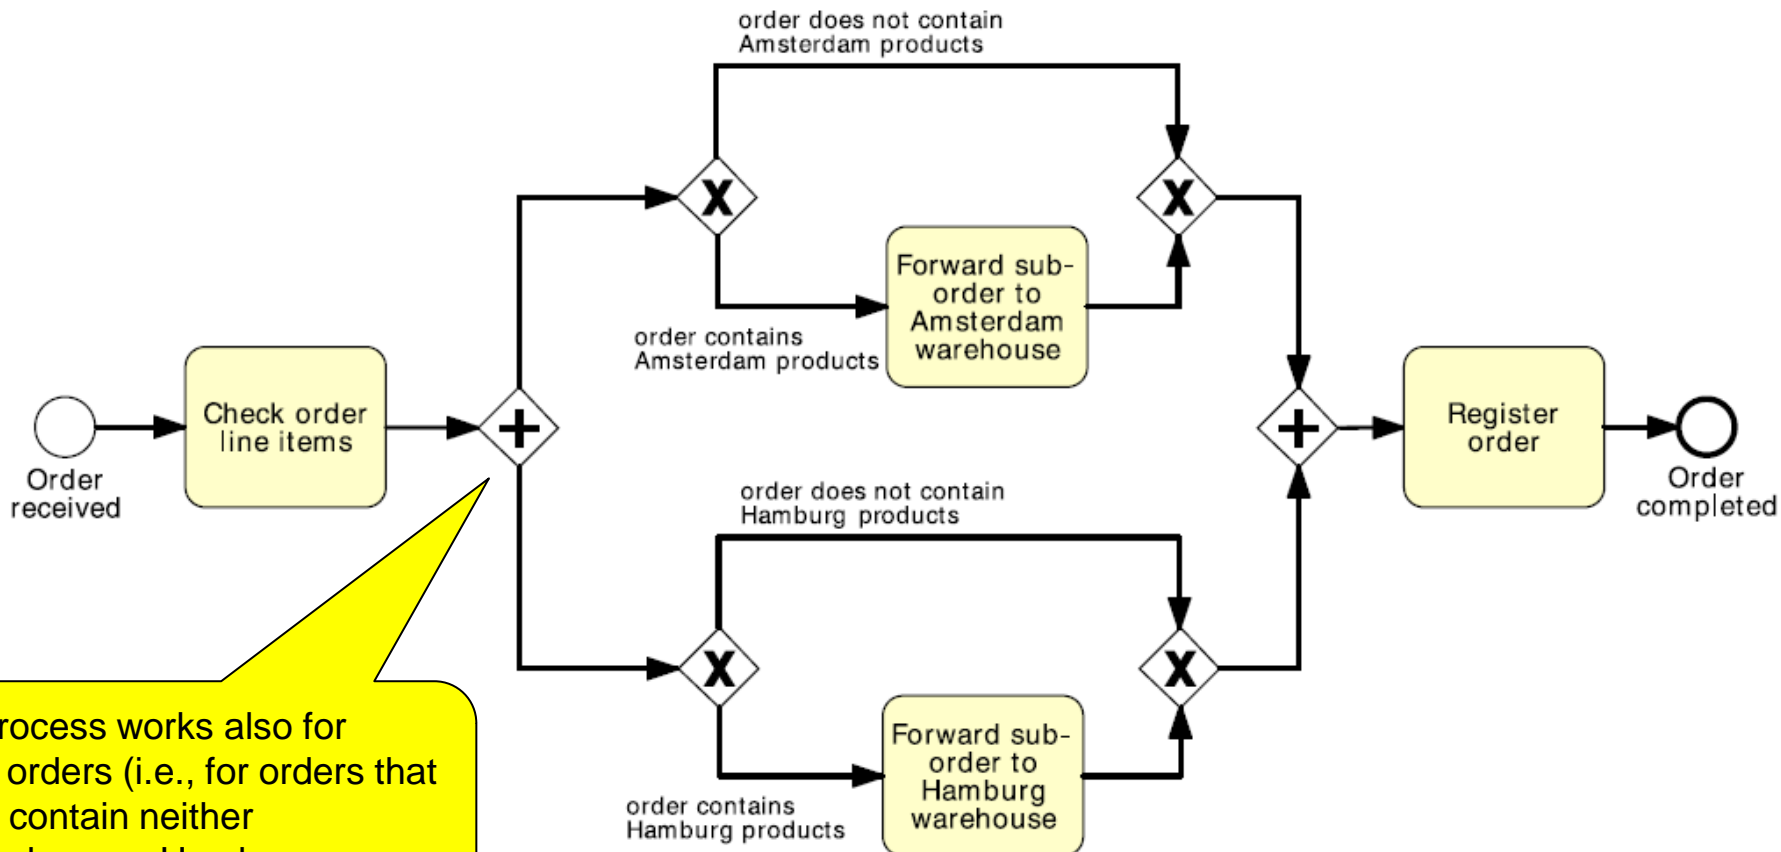 order does not contain
Amsterdam products
X
X
Forward sub-
order to
Amsterdam
warehouse
order contains
Amsterdam products
Check order
line items
+
+
Register
order
Order
received
Order
completed
order does not contain
Hamburg products
X
X
Forward sub-
order to
Hamburg
warehouse
order contains
Hamburg products
rocess works also for
orders (i.e., for orders that
contain neither